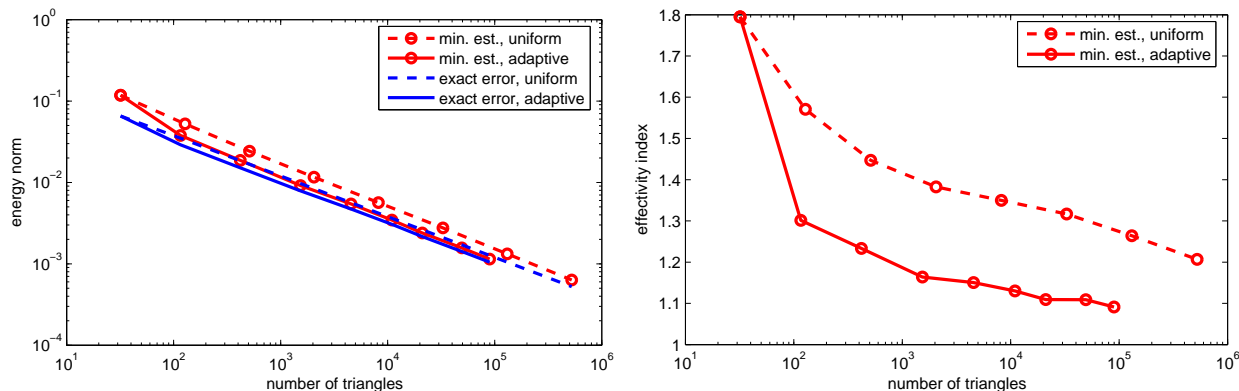 10^0
10^−1
10^−2
10^−3
10^−4
10^1
10^2
10^3
10^4
10^5
10^6
number of triangles
energy norm
min. est., uniform
min. est., adaptive
exact error, uniform
exact error, adaptive
1.8
1.7
1.6
1.5
1.4
1.3
1.2
1.1
1
10^1
10^2
10^3
10^4
10^5
10^6
number of triangles
effectivity index
min. est., uniform
min. est., adaptive